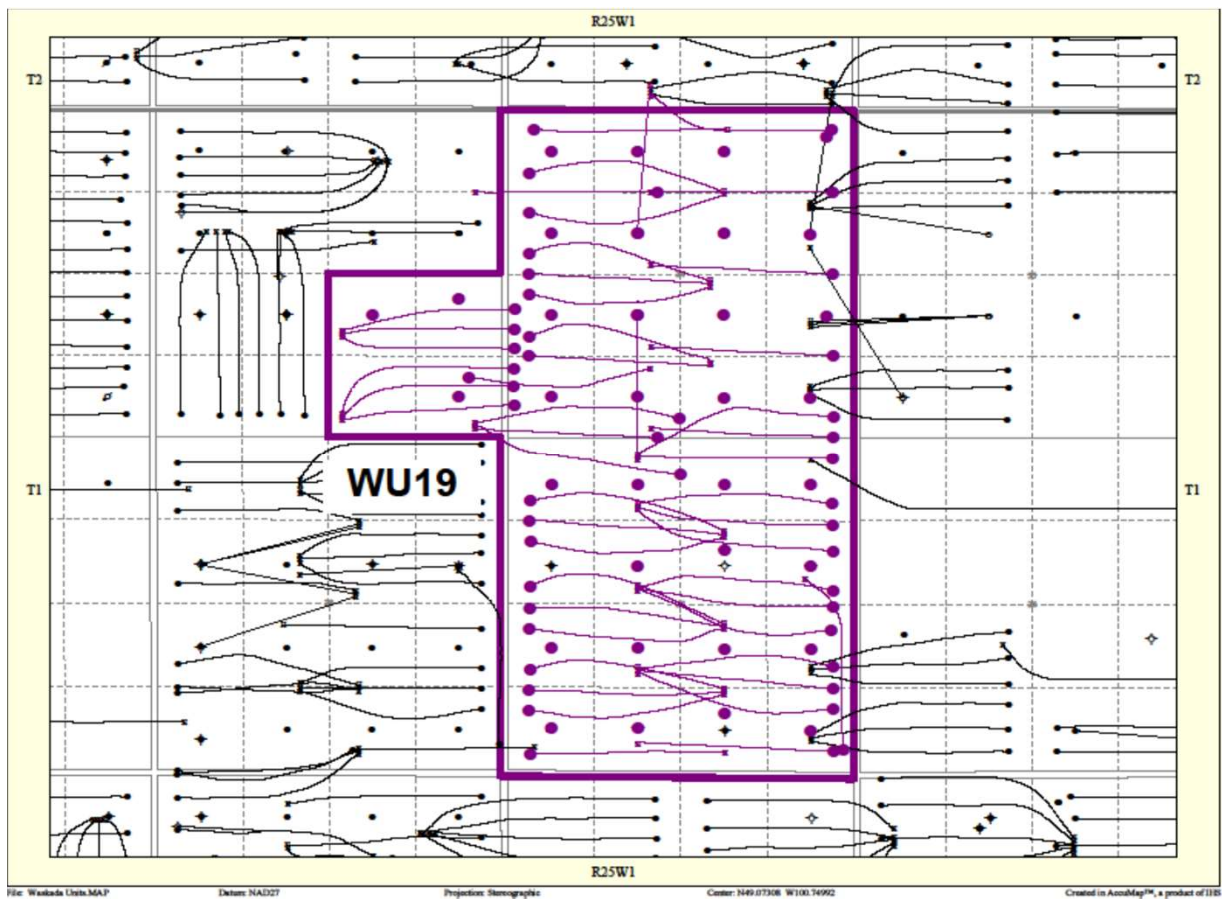 R25W1
T2 T2
WU19
T1 T1
R25W1
File: Waskada Units.MAP Datum: NAD27 Projection: Stereographic Center: N49.07308 W100.74992 Created in AccuMap™, a product of IHS